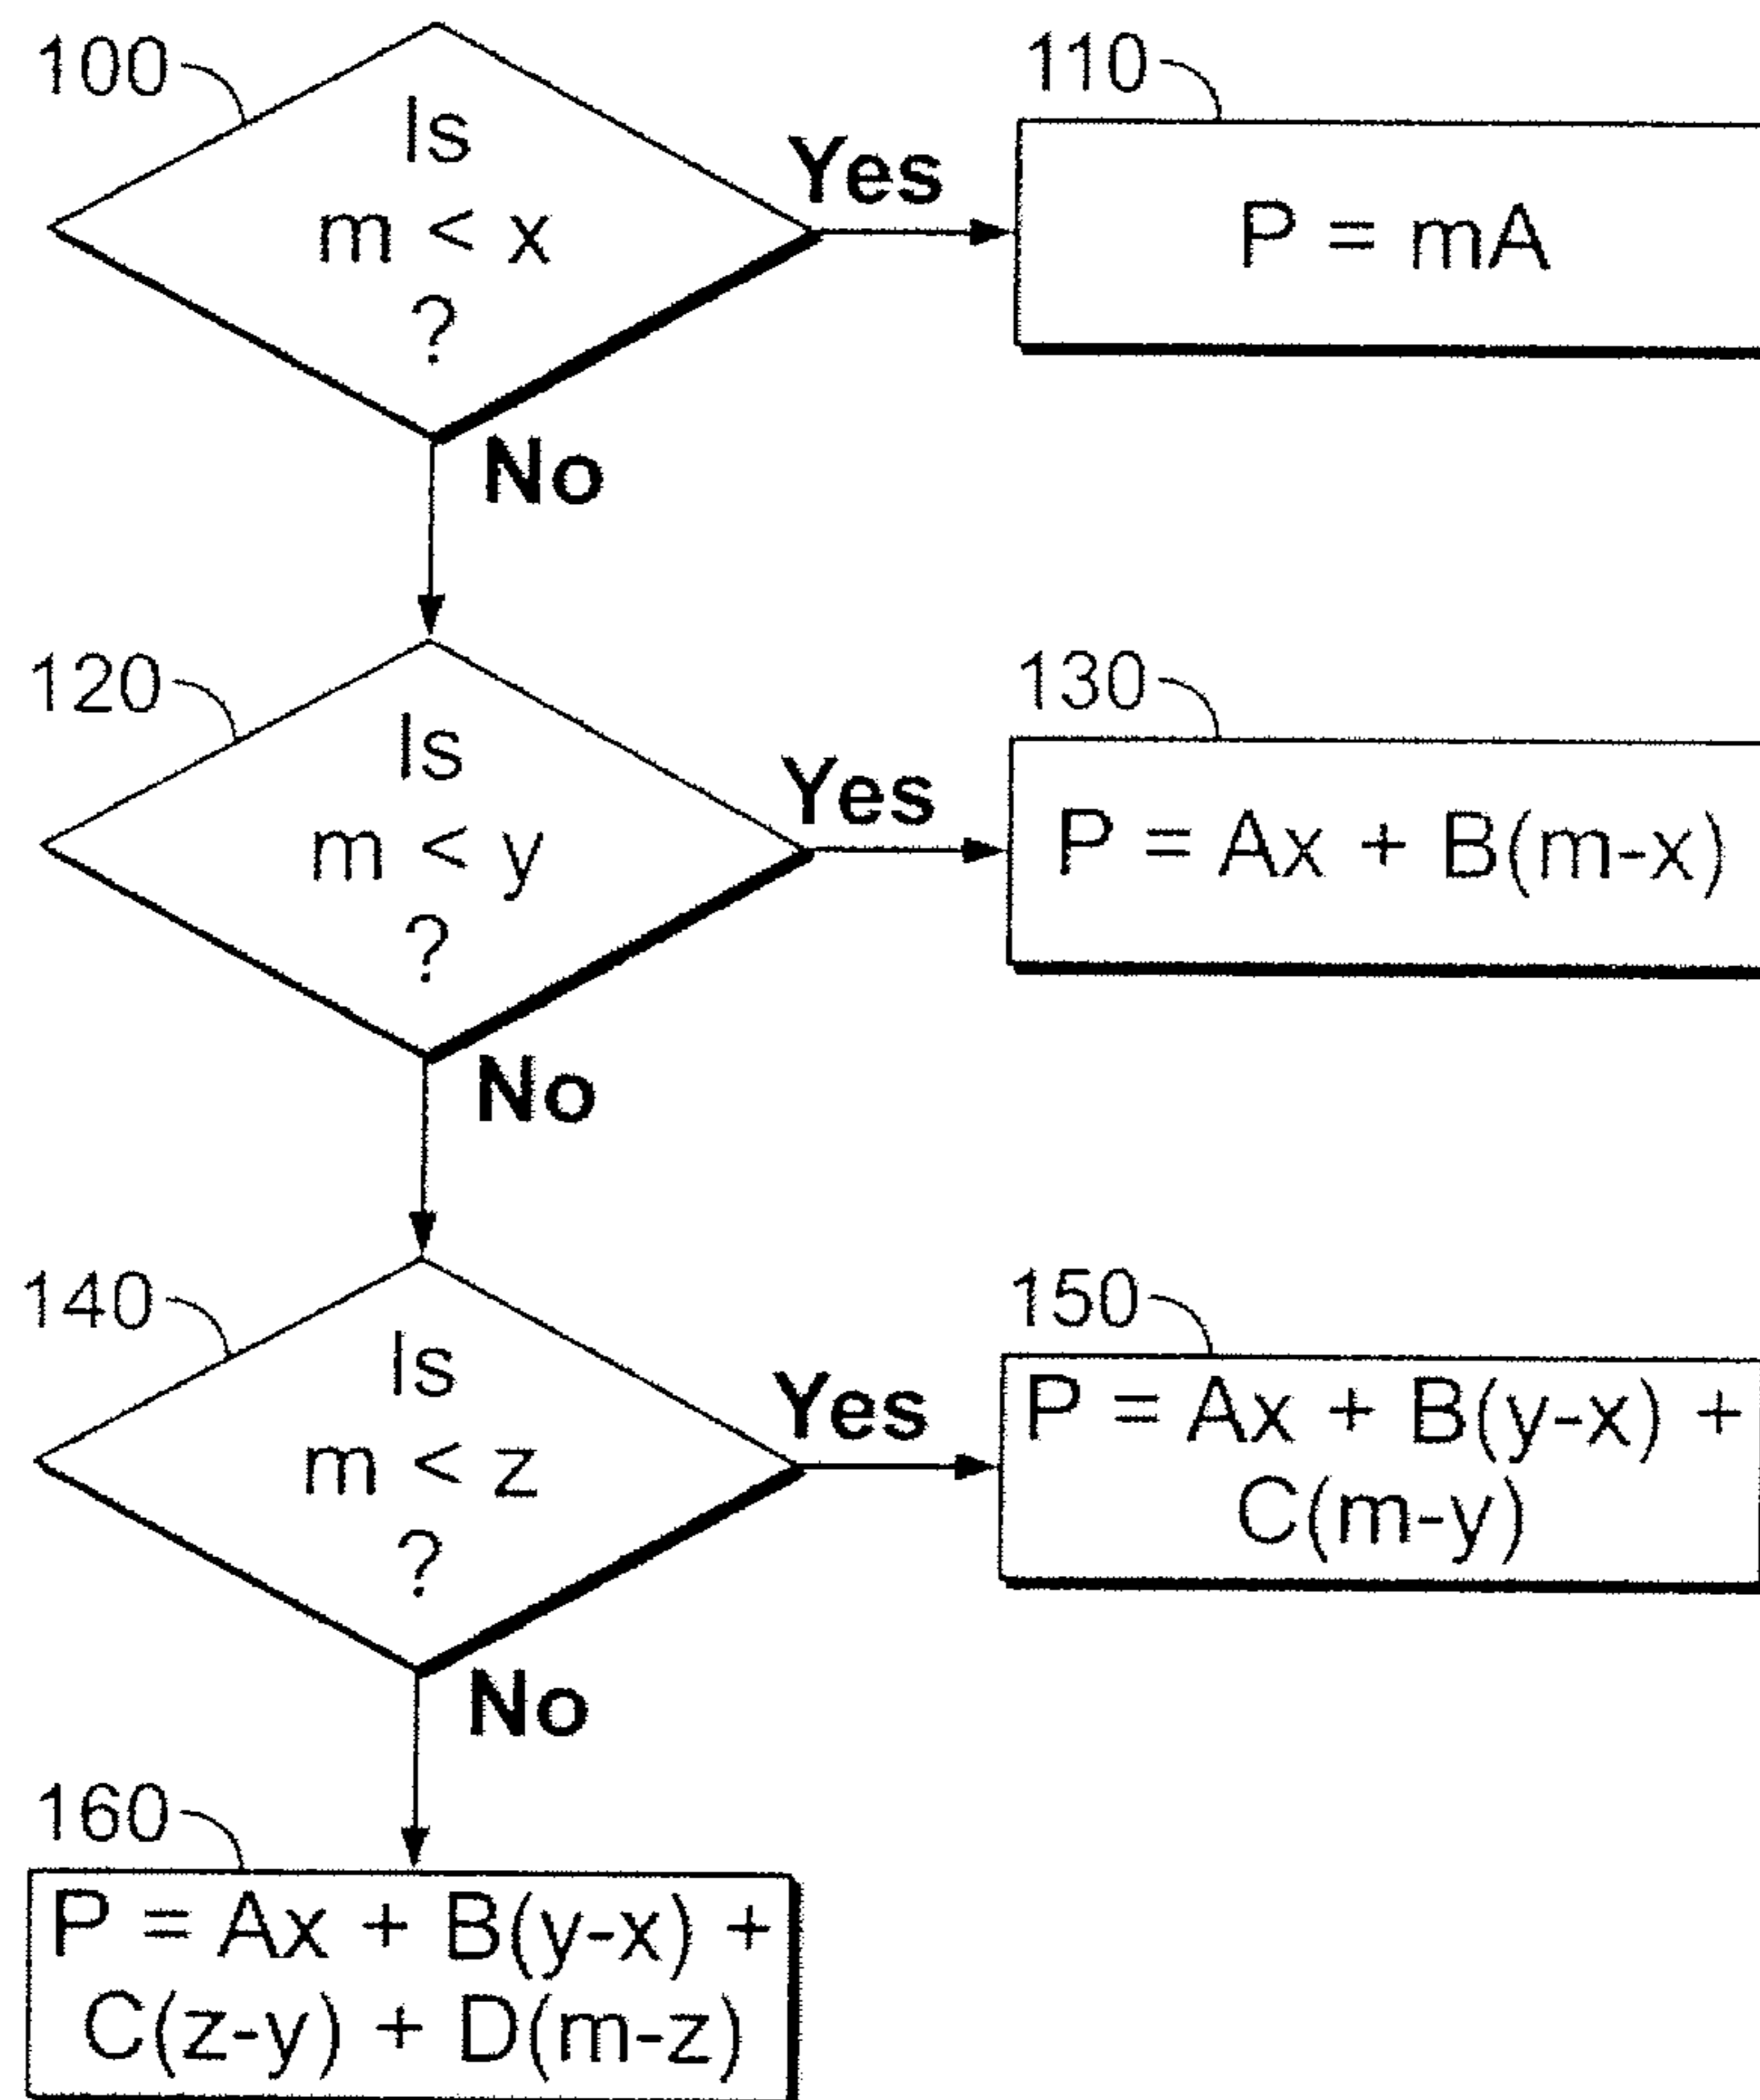 100
Is
m < x
?
Yes
110
P = mA
No
120
Is
m < y
?
Yes
130
P = Ax + B(m-x)
No
140
Is
m < z
?
Yes
150
P = Ax + B(y-x) +
C(m-y)
No
160
P = Ax + B(y-x) +
C(z-y) + D(m-z)